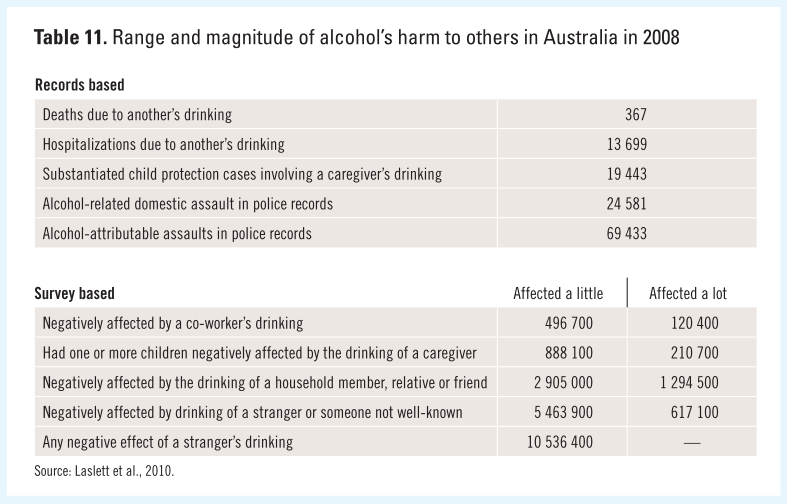 Table 11. Range and magnitude of alcohol's harm to others in Australia in 2008
Records based
Deaths due to another's drinking 367
Hospitalizations due to another's drinking 13 699
Substantiated child protection cases involving a caregiver's drinking 19 443
Alcohol-related domestic assault in police records 24 581
Alcohol-attributable assaults in police records 69 433
Survey based Affected a little Affected a lot
Negatively affected by a co-worker's drinking 496 700 120 400
Had one or more children negatively affected by the drinking of a caregiver 888 100 210 700
Negatively affected by the drinking of a household member, relative or friend 2 905 000 1 294 500
Negatively affected by drinking of a stranger or someone not well-known 5 463 900 617 100
Any negative effect of a stranger's drinking 10 536 400 —
Source: Laslett et al., 2010.